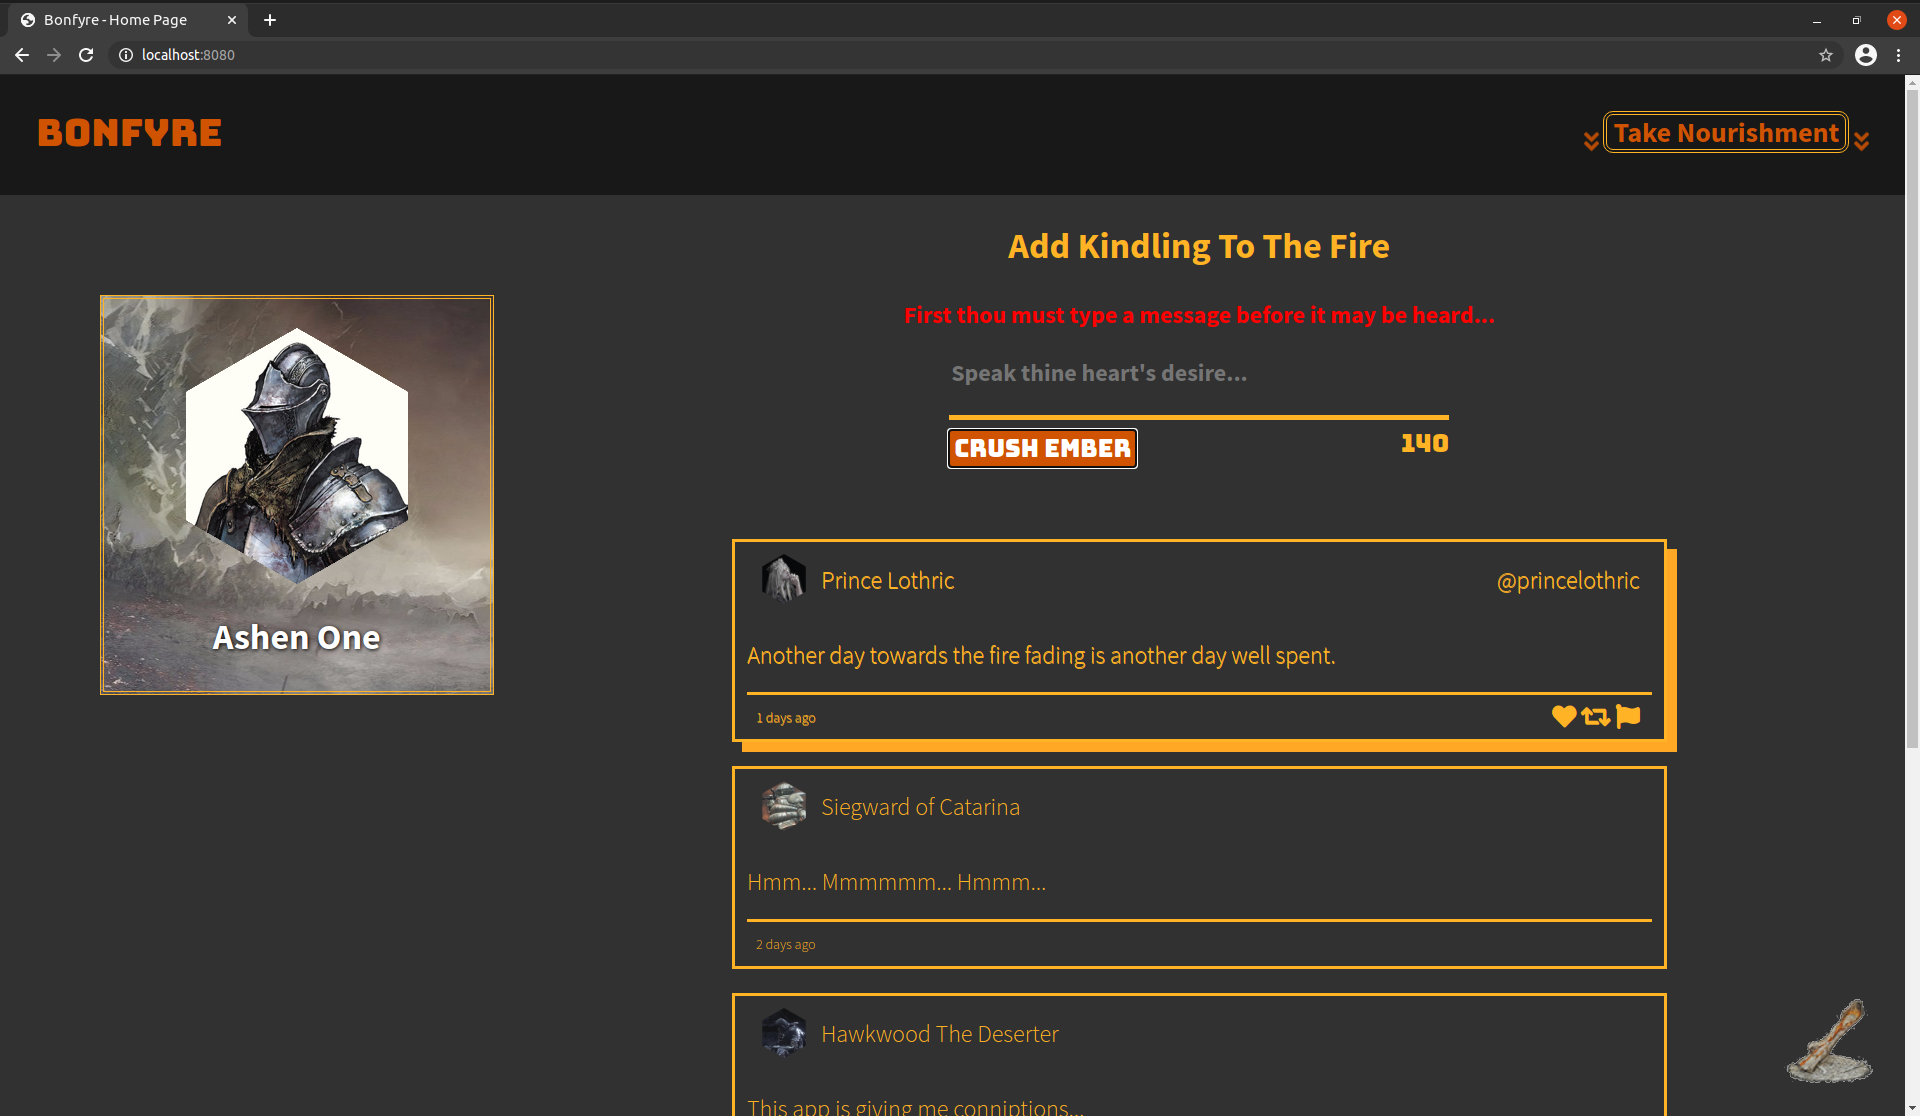 Bonfyre - Home Page
localhost:8080
BONFYRE
Take Nourishment
Add Kindling To The Fire
First thou must type a message before it may be heard...
Speak thine heart's desire...
CRUSH EMBER
140
Ashen One
Prince Lothric
@princelothric
Another day towards the fire fading is another day well spent.
1 days ago
Siegward of Catarina
Hmm... Mmmmmm... Hmmm...
2 days ago
Hawkwood The Deserter
This app is giving me conniptions...